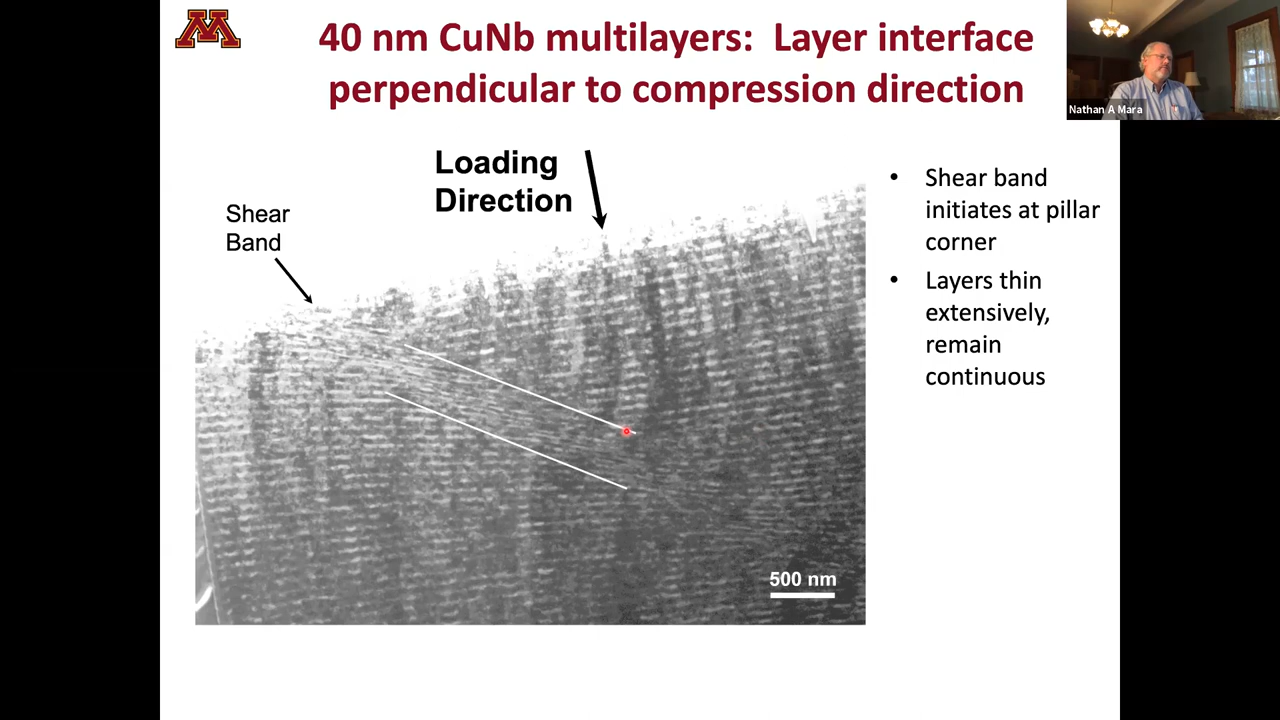 M
40 nm CuNb multilayers: Layer interface
perpendicular to compression direction
Nathan A Mara
Loading
Direction
Shear
Band
• Shear band
initiates at pillar
corner
• Layers thin
extensively,
remain
continuous
500 nm